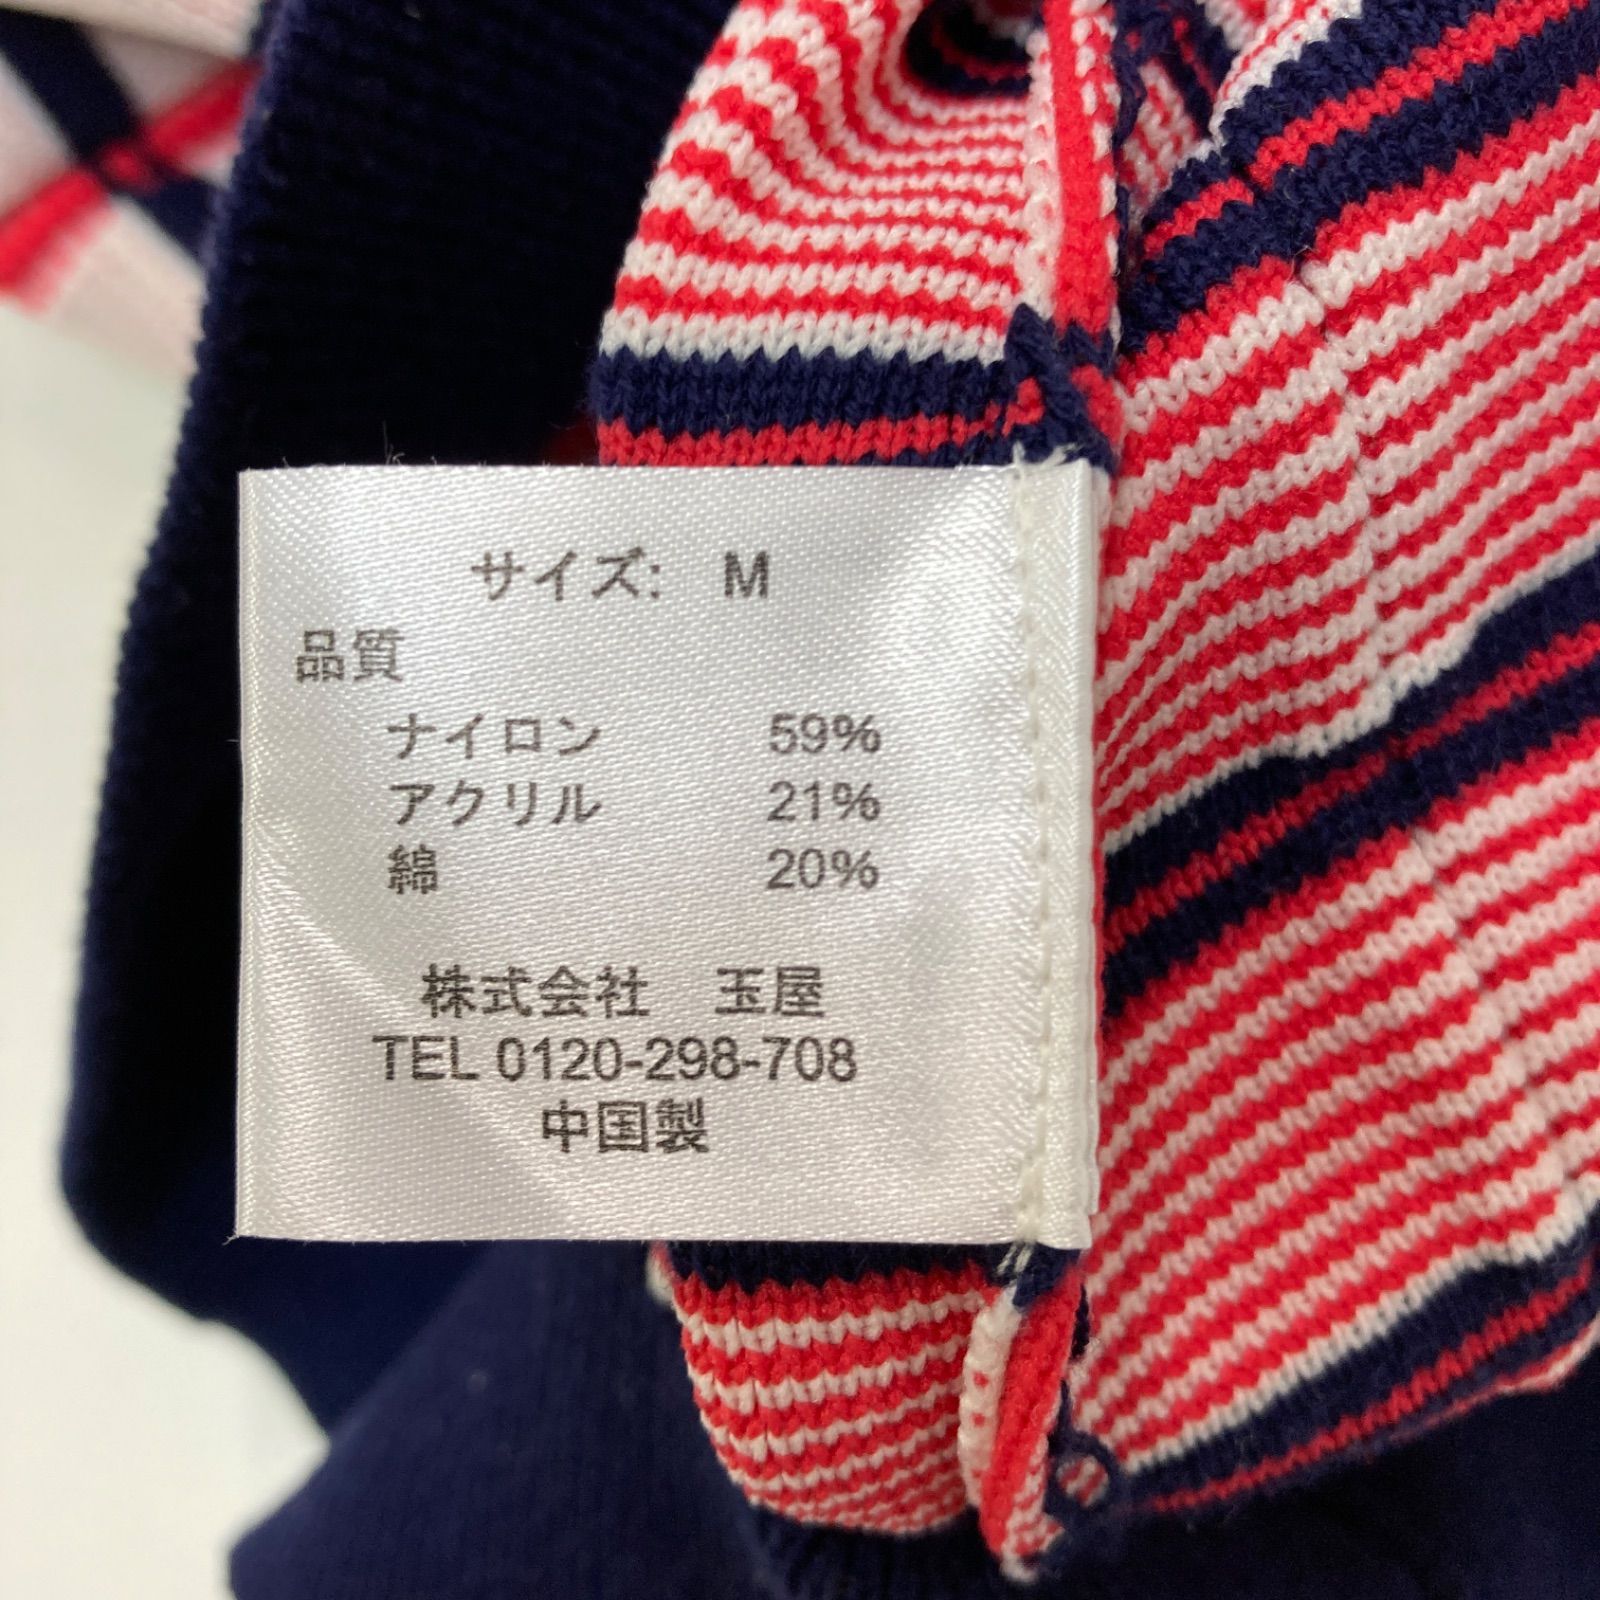 サイズ: M
品質
ナイロン 59%
アクリル 21%
綿 20%
株式会社 玉屋
TEL 0120-298-708
中国製